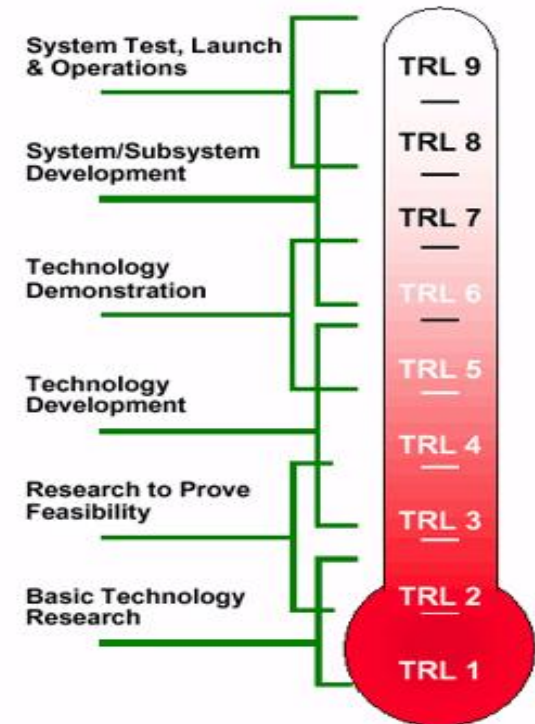 System Test, Launch
& Operations
System/Subsystem
Development
Technology
Demonstration
Technology
Development
Research to Prove
Feasibility
Basic Technology
Research
TRL 9
TRL 8
TRL 7
TRL 6
TRL 5
TRL 4
TRL 3
TRL 2
TRL 1